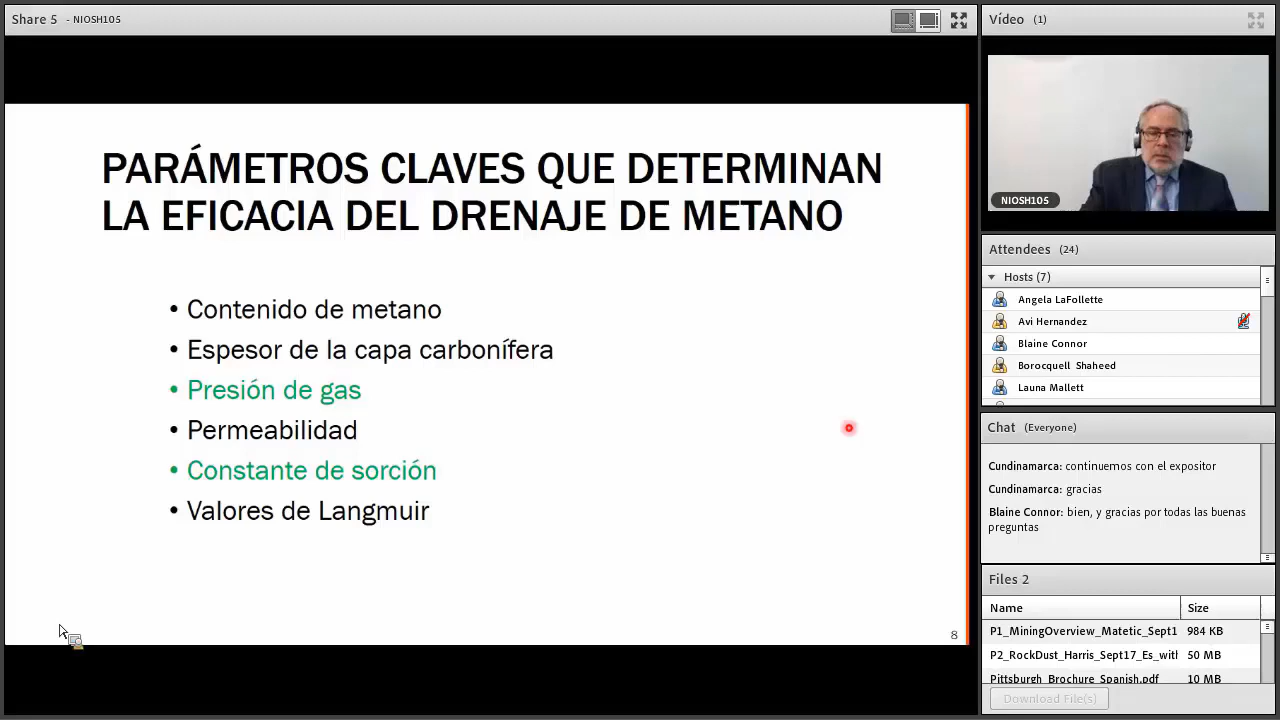 Share 5 - NIOSH105
PARÁMETROS CLAVES QUE DETERMINAN
LA EFICACIA DEL DRENAJE DE METANO
• Contenido de metano
• Espesor de la capa carbonífera
• Presión de gas
• Permeabilidad
• Constante de sorción
• Valores de Langmuir
8
Vídeo (1)
NIOSH105
Attendees (24)
Hosts (7)
Angela LaFollette
Avi Hernandez
Blaine Connor
Borocquell Shaheed
Launa Mallett
Chat (Everyone)
Cundinamarca: continuemos con el expositor
Cundinamarca: gracias
Blaine Connor: bien, y gracias por todas las buenas
preguntas
Files 2
Name Size
P1_MiningOverview_Matetic_Sept1 984 KB
P2_RockDust_Harris_Sept17_Es_with 50 MB
Pittsburgh_Brochure_Spanish.pdf 10 MB
Download File(s)